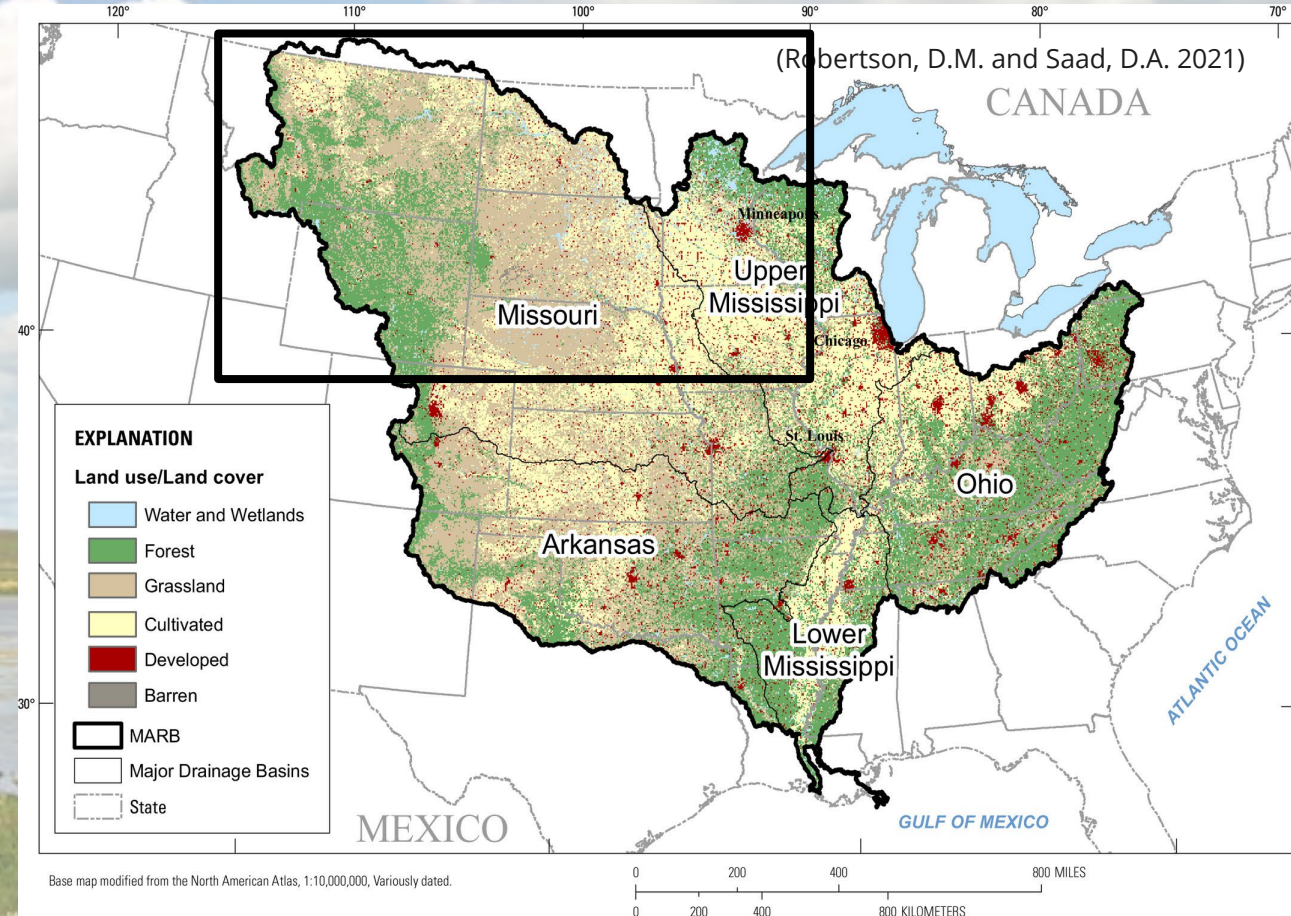 120°
110°
100°
90°
80°
70°
(Robertson, D.M. and Saad, D.A. 2021)
CANADA
Minneapolis
Upper
Mississippi
Missouri
40°
Chicago
EXPLANATION
Land use/Land cover
Water and Wetlands
Forest
Grassland
Cultivated
Developed
Barren
MARB
Major Drainage Basins
State
St. Louis
Ohio
Arkansas
Lower
Mississippi
30°
ATLANTIC OCEAN
MEXICO
GULF OF MEXICO
Base map modified from the North American Atlas, 1:10,000,000, Variously dated.
0 200 400 800 MILES
0 200 400 800 KILOMETERS